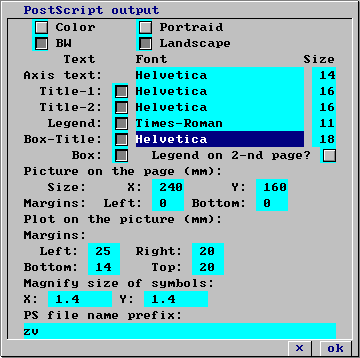 PostScript output
Color Portraid
BW Landscape
Text Font Size
Axis text: Helvetica 14
Title-1: Helvetica 16
Title-2: Helvetica 16
Legend: Times-Roman 11
Box-Title: Helvetica 18
Box: Legend on 2-nd page?
Picture on the page (mm):
Size: X: 240 Y: 160
Margins: Left: 0 Bottom: 0
Plot on the picture (mm):
Margins:
Left: 25 Right: 20
Bottom: 14 Top: 20
Magnify size of symbols:
X: 1.4 Y: 1.4
PS file name prefix:
zv
x ok